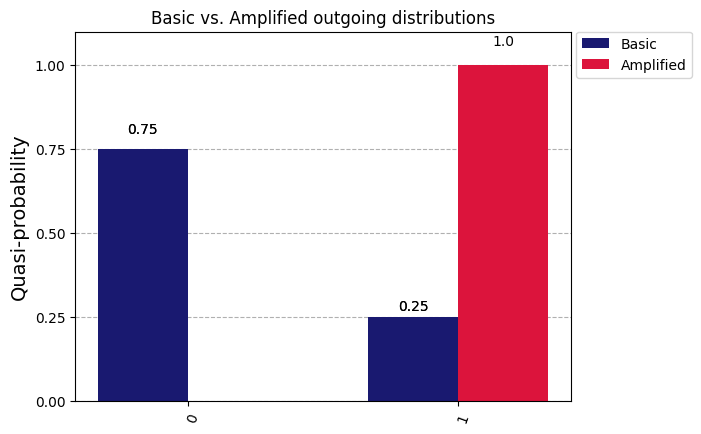 Basic vs. Amplified outgoing distributions
Basic
Amplified
Quasi-probability
1.00
0.75
0.50
0.25
0.00
0.75
0.25
1.0
0
1